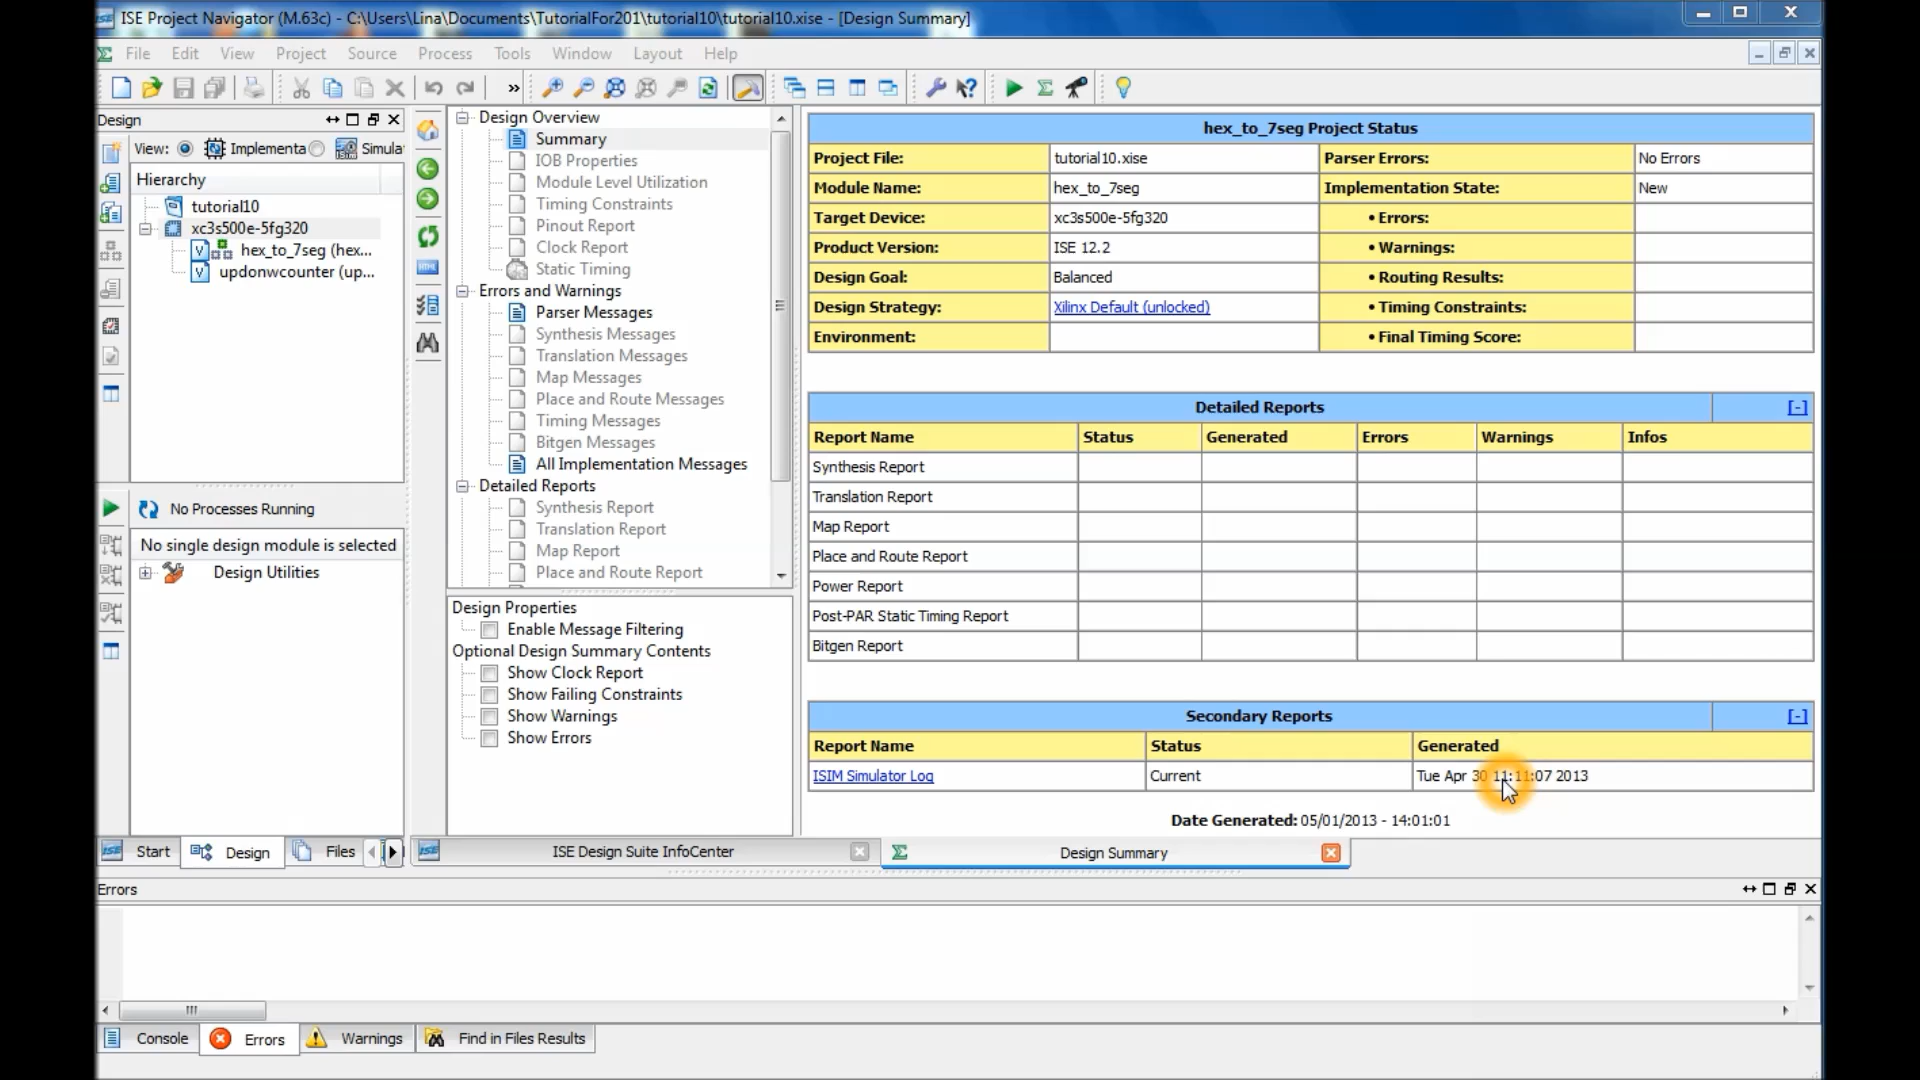 ISE Project Navigator (M.63c) - C:\Users\Lina\Documents\TutorialFor201\tutorial10\tutorial10.xise - [Design Summary]
File Edit View Project Source Process Tools Window Layout Help
Design
View: Implementa Simula
Hierarchy
tutorial10
xc3s500e-5fg320
hex_to_7seg (hex...
updonwcounter (up...
No Processes Running
No single design module is selected
Design Utilities
Start Design Files
Design Overview
Summary
IOB Properties
Module Level Utilization
Timing Constraints
Pinout Report
Clock Report
Static Timing
Errors and Warnings
Parser Messages
Synthesis Messages
Translation Messages
Map Messages
Place and Route Messages
Timing Messages
Bitgen Messages
All Implementation Messages
Detailed Reports
Synthesis Report
Translation Report
Map Report
Place and Route Report
Design Properties
Enable Message Filtering
Optional Design Summary Contents
Show Clock Report
Show Failing Constraints
Show Warnings
Show Errors
hex_to_7seg Project Status
Project File: tutorial10.xise Parser Errors: No Errors
Module Name: hex_to_7seg Implementation State: New
Target Device: xc3s500e-5fg320 • Errors:
Product Version: ISE 12.2 • Warnings:
Design Goal: Balanced • Routing Results:
Design Strategy: Xilinx Default (unlocked) • Timing Constraints:
Environment: • Final Timing Score:
Detailed Reports [-]
Report Name Status Generated Errors Warnings Infos
Synthesis Report
Translation Report
Map Report
Place and Route Report
Power Report
Post-PAR Static Timing Report
Bitgen Report
Secondary Reports [-]
Report Name Status Generated
ISIM Simulator Log Current Tue Apr 30 11:11:07 2013
Date Generated: 05/01/2013 - 14:01:01
ISE Design Suite InfoCenter Design Summary
Errors
Console Errors Warnings Find in Files Results